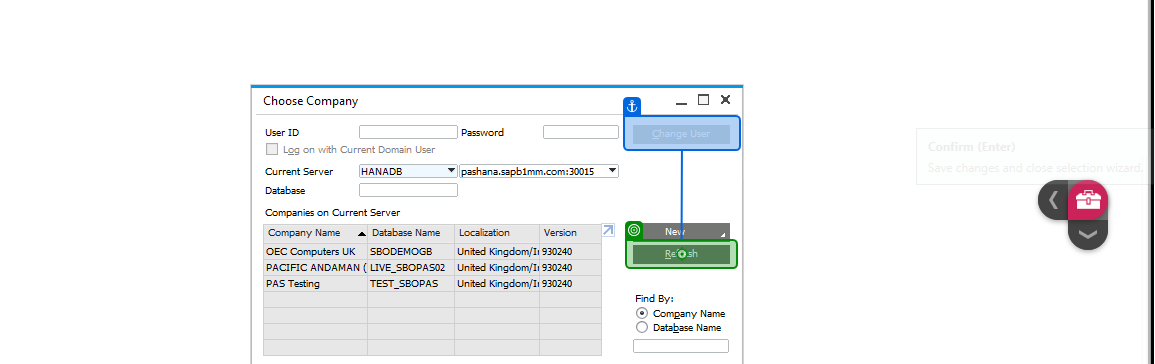 Choose Company
User ID Password Change User
Log on with Current Domain User
Confirm (Enter)
Save changes and close selection wizard.
Current Server HANADB pashana.sapb1mm.com:30015
Database
Companies on Current Server
Company Name Database Name Localization Version New
OEC Computers UK SBODEMOGB United Kingdom/I 930240 Refresh
PACIFIC ANDAMAN ( LIVE_SBOPAS02 United Kingdom/I 930240
PAS Testing TEST_SBOPAS United Kingdom/I 930240
Find By:
Company Name
Database Name